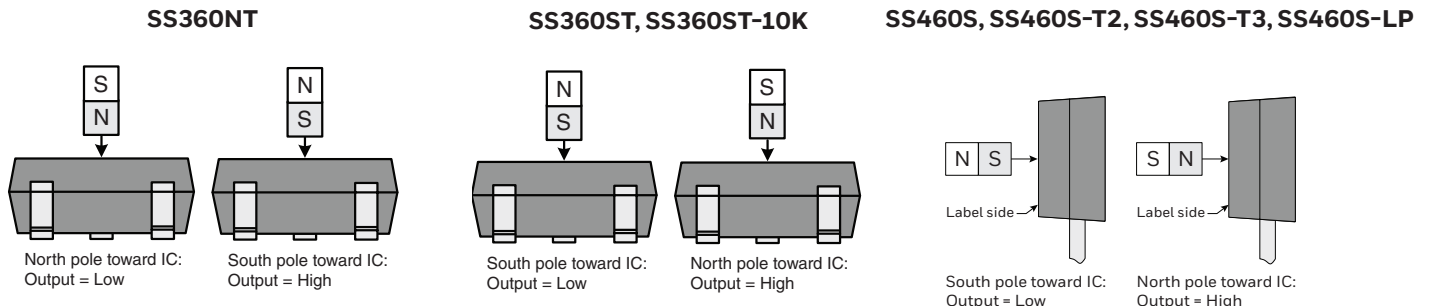 SS360NT
SS360ST, SS360ST-10K
SS460S, SS460S-T2, SS460S-T3, SS460S-LP
S
N
N
S
N
S
S
N
N S
S N
Label side
Label side
North pole toward IC:
Output = Low
South pole toward IC:
Output = High
South pole toward IC:
Output = Low
North pole toward IC:
Output = High
South pole toward IC:
Output = Low
North pole toward IC:
Output = High